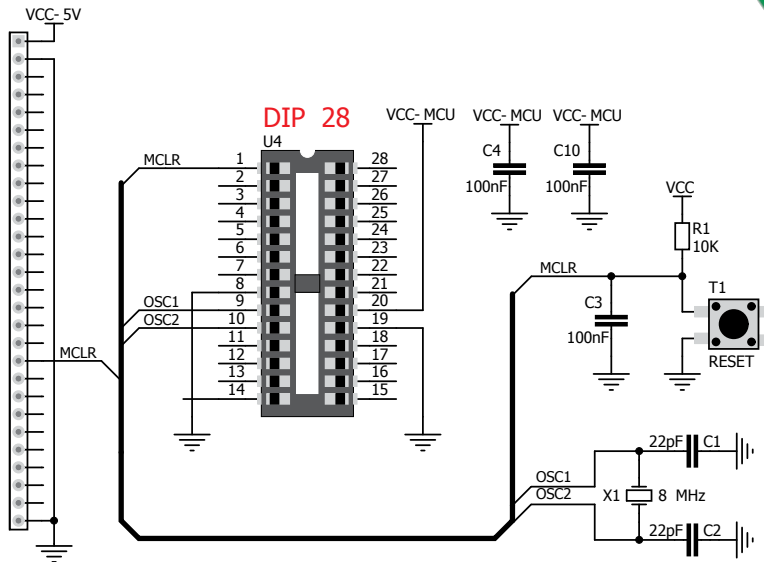 VCC- 5V
DIP 28
U4
VCC- MCU
VCC- MCU
VCC- MCU
C4
100nF
C10
100nF
MCLR
1
2
3
4
5
6
7
8
9
10
11
12
13
14
28
27
26
25
24
23
22
21
20
19
18
17
16
15
OSC1
OSC2
MCLR
VCC
R1
10K
MCLR
C3
100nF
T1
RESET
22pF C1
OSC1
OSC2
X1 8 MHz
22pF C2